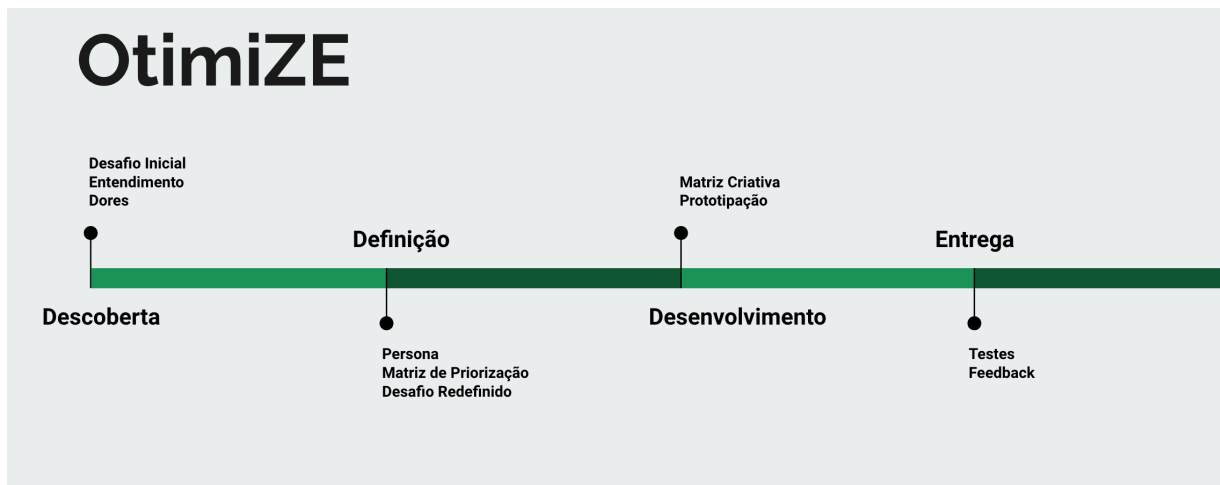 OtimiZE
Desafio Inicial
Entendimento
Dores
Descoberta
Definição
Persona
Matriz de Priorização
Desafio Redefinido
Matriz Criativa
Prototipação
Desenvolvimento
Entrega
Testes
Feedback